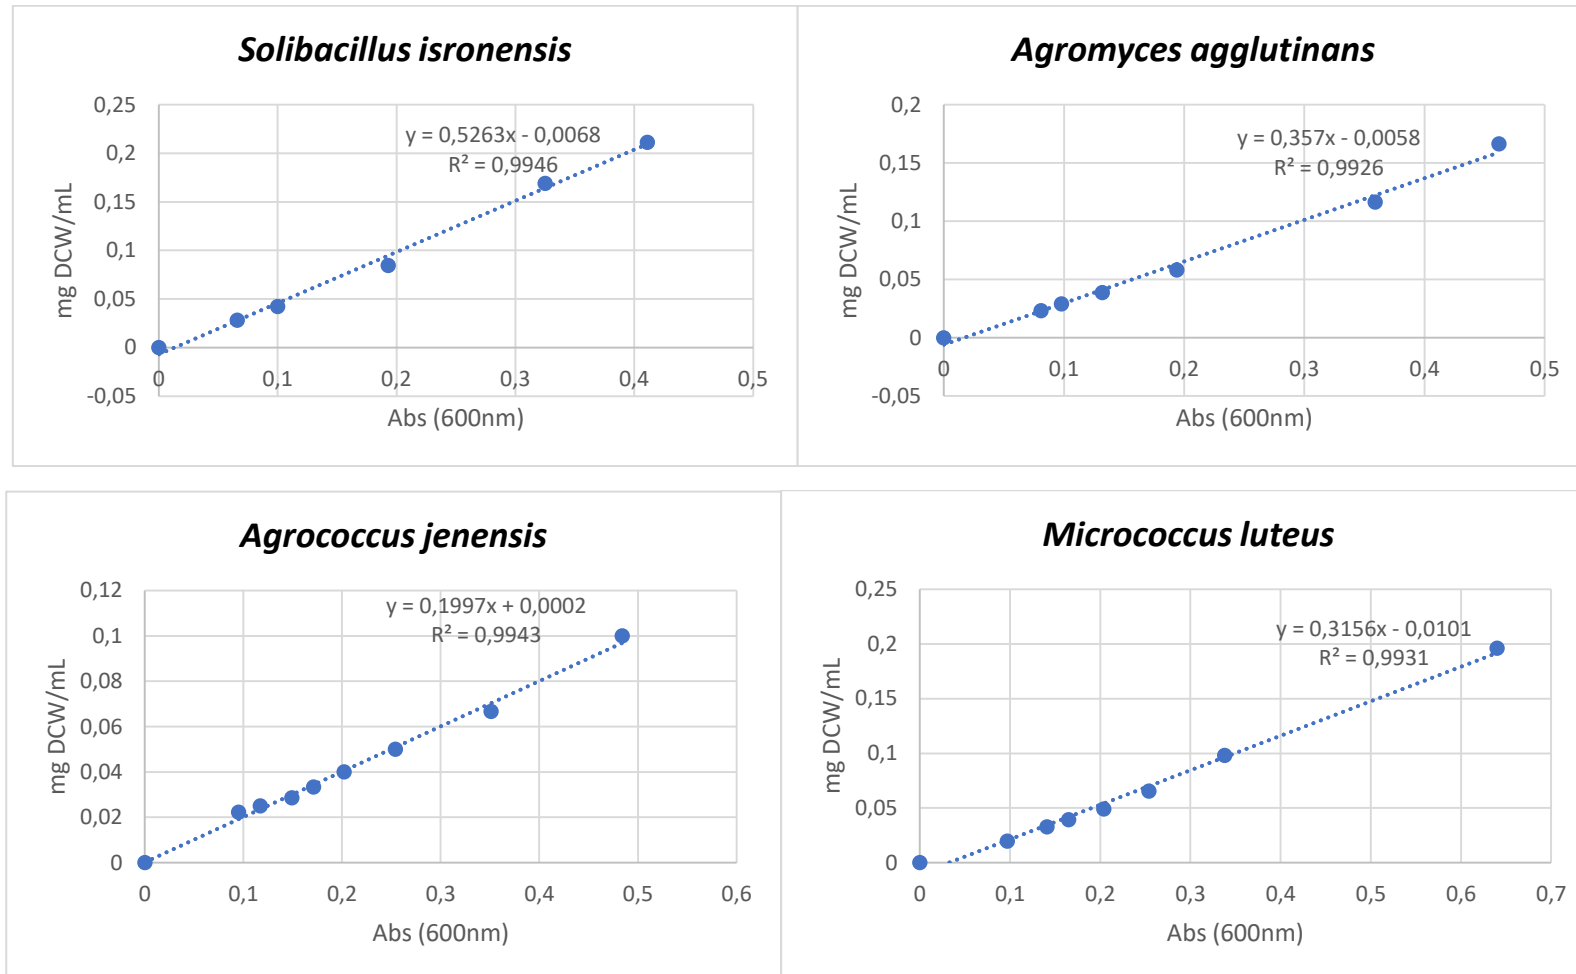 Solibacillus isronensis
0,25
0,2
0,15
0,1
0,05
0
-0,05
mg DCW/mL
y = 0,5263x - 0,0068
R² = 0,9946
0 0,1 0,2 0,3 0,4 0,5
Abs (600nm)
Agromyces agglutinans
0,2
0,15
0,1
0,05
0
-0,05
mg DCW/mL
y = 0,357x - 0,0058
R² = 0,9926
0 0,1 0,2 0,3 0,4 0,5
Abs (600nm)
Agrococcus jenensis
0,12
0,1
0,08
0,06
0,04
0,02
0
mg DCW/mL
y = 0,1997x + 0,0002
R² = 0,9943
0 0,1 0,2 0,3 0,4 0,5 0,6
Abs (600nm)
Micrococcus luteus
0,25
0,2
0,15
0,1
0,05
0
mg DCW/mL
y = 0,3156x - 0,0101
R² = 0,9931
0 0,1 0,2 0,3 0,4 0,5 0,6 0,7
Abs (600nm)